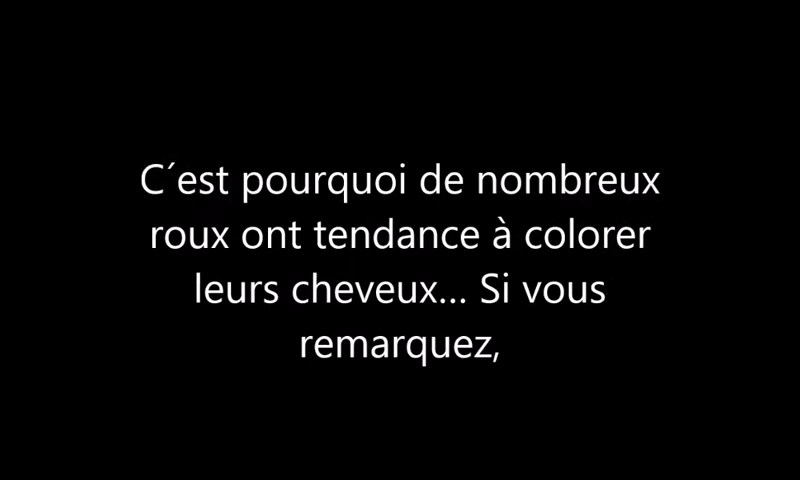 C´est pourquoi de nombreux
roux ont tendance à colorer
leurs cheveux... Si vous
remarquez,